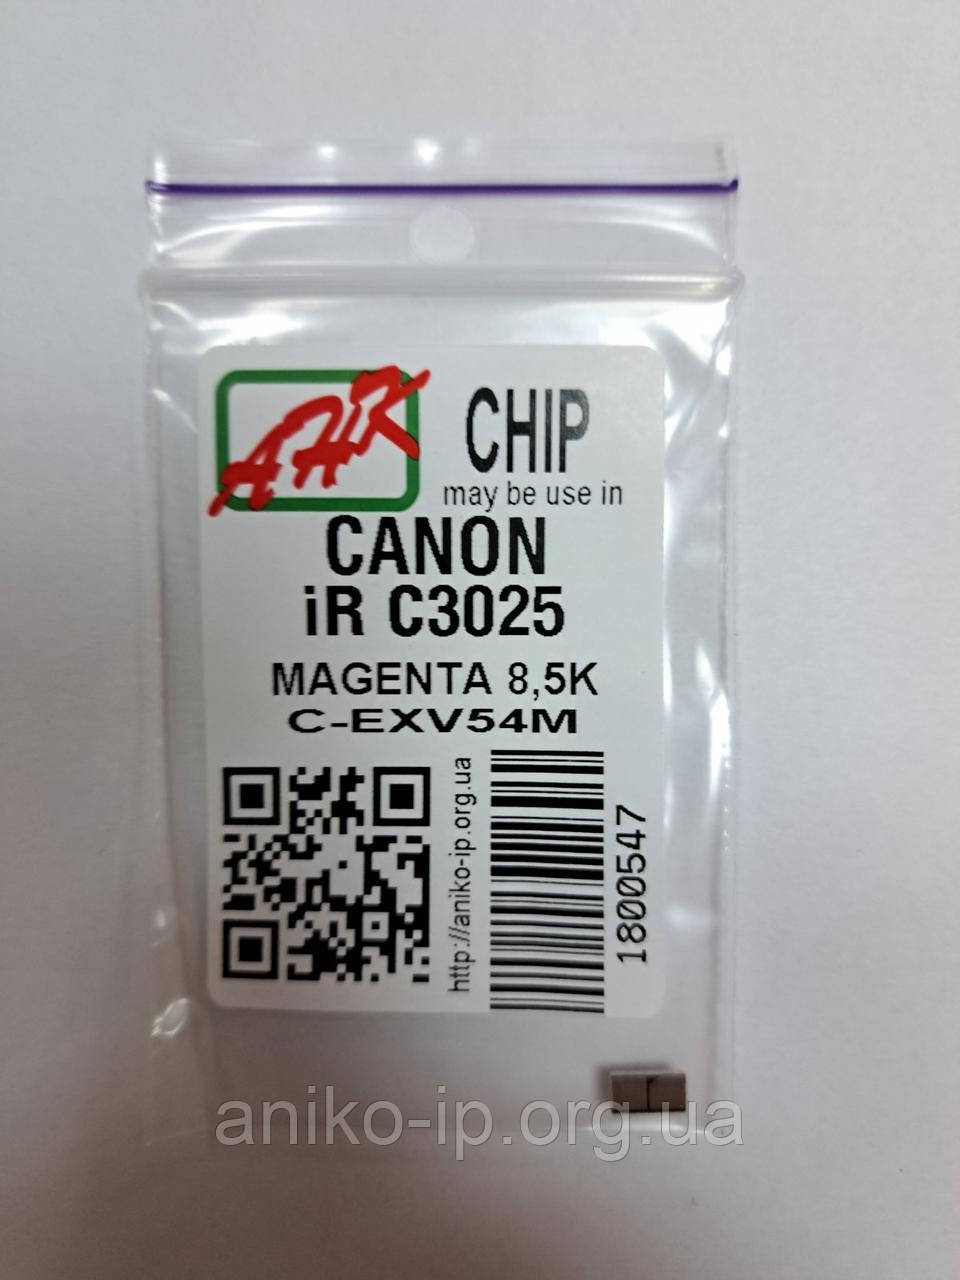 АНК
CHIP
may be use in
CANON
iR C3025
MAGENTA 8,5K
C-EXV54M
http://aniko-ip.org.ua
1800547
aniko-ip.org.ua